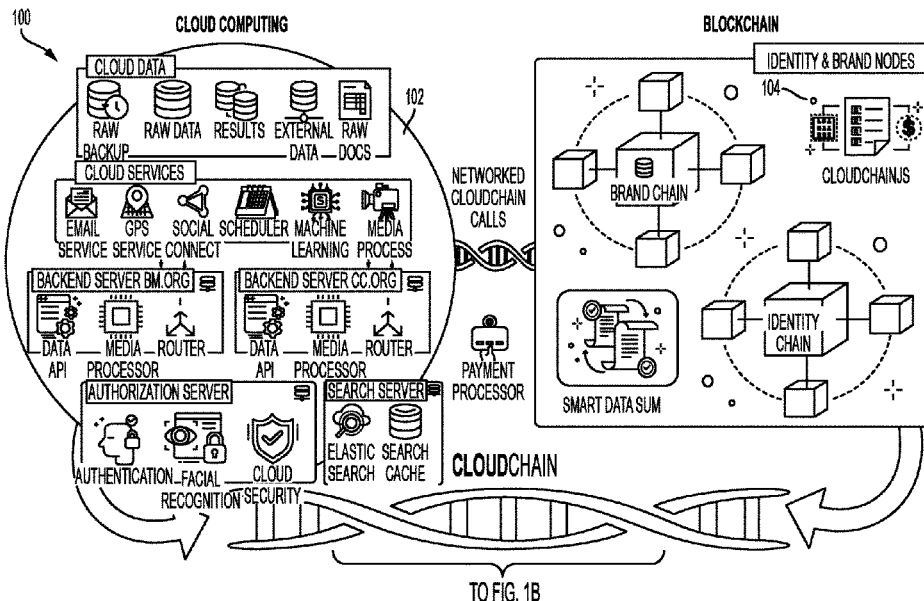 100
CLOUD COMPUTING
CLOUD DATA
RAW BACKUP
RAW DATA
RESULTS
EXTERNAL DATA
RAW DOCS
102
CLOUD SERVICES
EMAIL SERVICE
GPS SERVICE
SOCIAL CONNECT
SCHEDULER
MACHINE LEARNING
MEDIA PROCESS
BACKEND SERVER BM.ORG
DATA API
MEDIA PROCESSOR
ROUTER
BACKEND SERVER CC.ORG
DATA API
MEDIA PROCESSOR
ROUTER
AUTHORIZATION SERVER
AUTHENTICATION
FACIAL RECOGNITION
CLOUD SECURITY
SEARCH SERVER
ELASTIC SEARCH
SEARCH CACHE
NETWORKED
CLOUDCHAIN
CALLS
PAYMENT
PROCESSOR
BLOCKCHAIN
IDENTITY & BRAND NODES
104
$
CLOUDCHAINJS
BRAND CHAIN
IDENTITY
CHAIN
SMART DATA SUM
CLOUDCHAIN
TO FIG. 1B